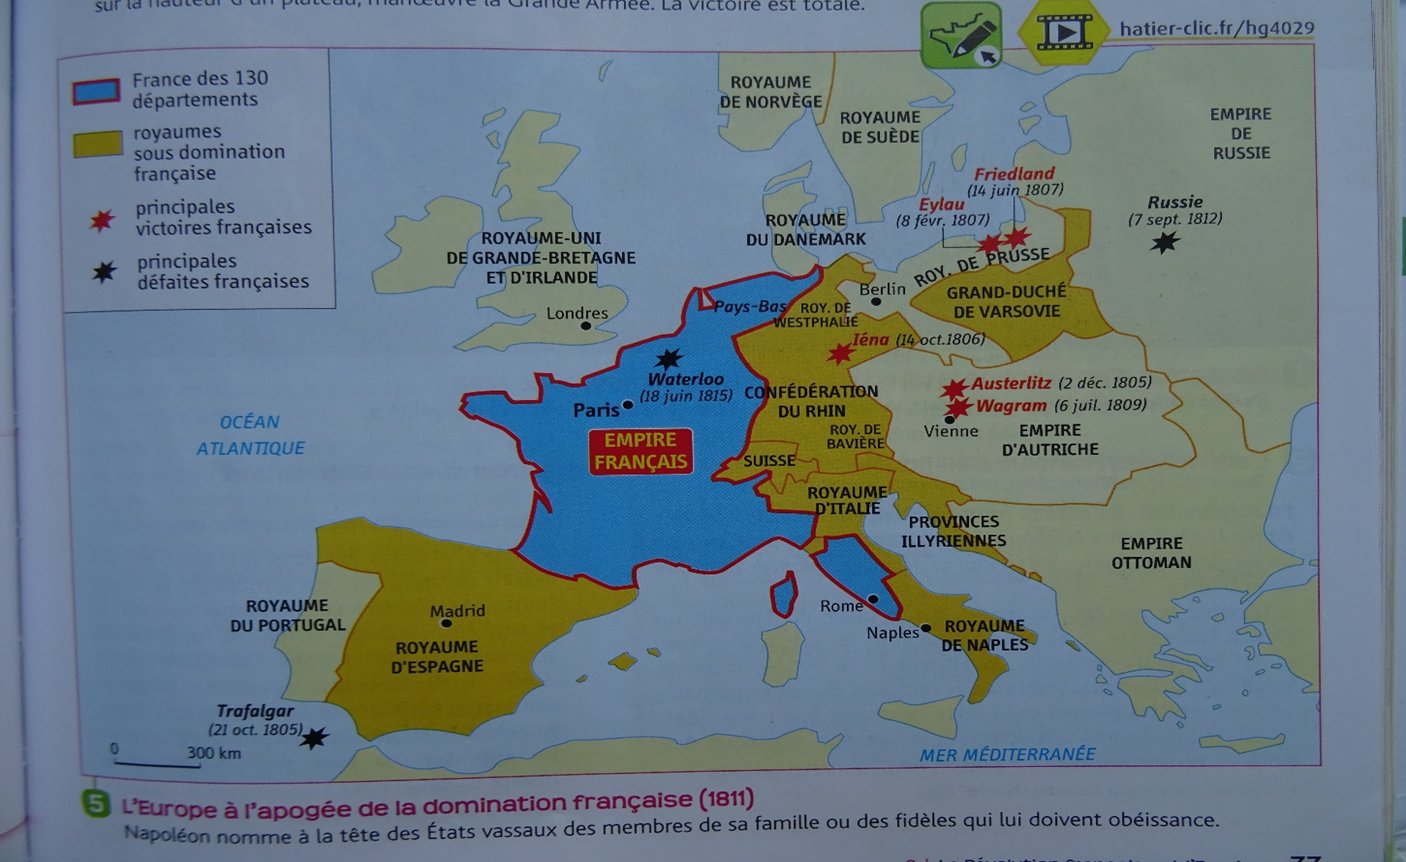 sur la hauteur d'un plateau, manœuvre la Grande Armée. La victoire est totale.
hatier-clic.fr/hg4029
France des 130
départements
royaumes
sous domination
française
principales
victoires françaises
principales
défaites françaises
ROYAUME
DE NORVÈGE
ROYAUME
DE SUÈDE
EMPIRE
DE
RUSSIE
Friedland
(14 juin 1807)
Eylau
(8 févr. 1807)
Russie
(7 sept. 1812)
ROYAUME
DU DANEMARK
ROYAUME-UNI
DE GRANDE-BRETAGNE
ET D'IRLANDE
Londres
ROY. DE PRUSSE
Berlin
GRAND-DUCHÉ
DE VARSOVIE
Pays-Bas
ROY. DE
WESTPHALIE
Iéna (14 oct.1806)
Waterloo
(18 juin 1815)
Paris
CONFÉDÉRATION
DU RHIN
Austerlitz (2 déc. 1805)
Wagram (6 juil. 1809)
Vienne
EMPIRE
D'AUTRICHE
OCÉAN
ATLANTIQUE
EMPIRE
FRANÇAIS
ROY. DE
BAVIÈRE
SUISSE
ROYAUME
D'ITALIE
PROVINCES
ILLYRIENNES
EMPIRE
OTTOMAN
ROYAUME
DU PORTUGAL
Madrid
ROYAUME
D'ESPAGNE
Rome
Naples
ROYAUME
DE NAPLES
Trafalgar
(21 oct. 1805)
0 300 km
MER MÉDITERRANÉE
5 L'Europe à l'apogée de la domination française (1811)
Napoléon nomme à la tête des États vassaux des membres de sa famille ou des fidèles qui lui doivent obéissance.